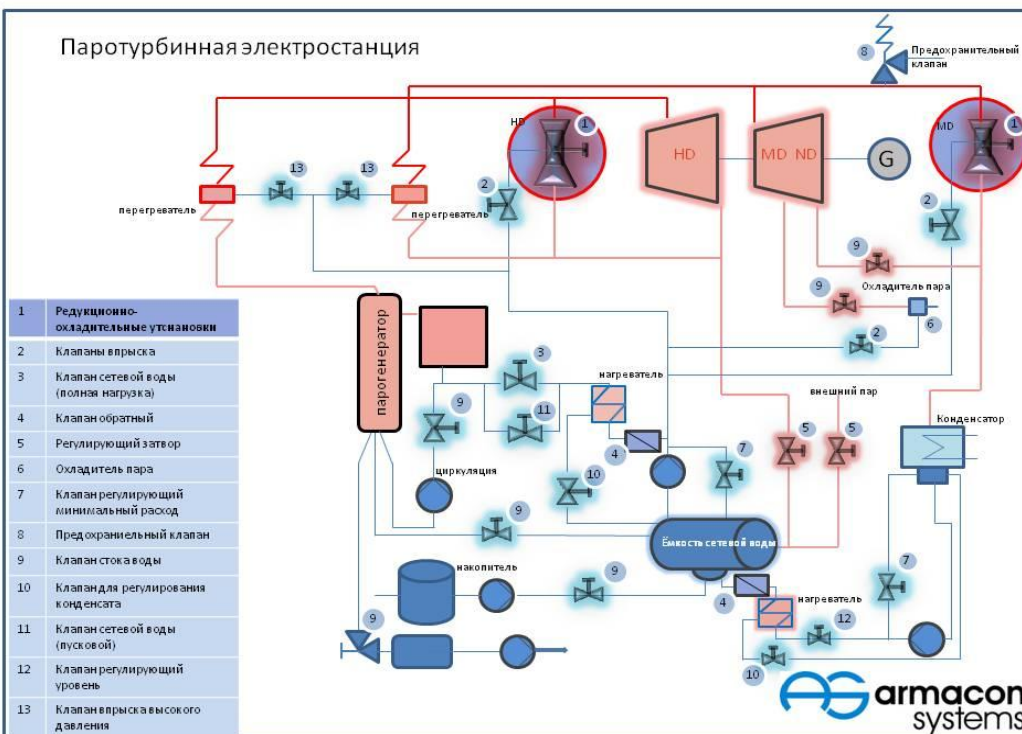 Паротурбинная электростанция
8
Предохранительный
клапан
HD
1
MD
1
13
13
2
HD
MD ND
G
2
перегреватель
перегреватель
9
9
Охладитель пара
6
2
1 Редукционно-
охладительные утснановки
2 Клапаны впрыска
3 Клапан сетевой воды
(полная нагрузка)
4 Клапан обратный
5 Регулирующий затвор
6 Охладитель пара
7 Клапан регулирующий
минимальный расход
8 Предохраниельный клапан
9 Клапан стока воды
10 Клапан для регулирования
конденсата
11 Клапан сетевой воды
(пусковой)
12 Клапан регулирующий
уровень
13 Клапан впрыска высокого
давления
парогенератор
3
9
11
нагреватель
4
10
7
внешний пар
5
5
Конденсатор
циркуляция
9
Ёмкость сетевой воды
накопитель
9
9
4
нагреватель
7
12
10
armacon
systems